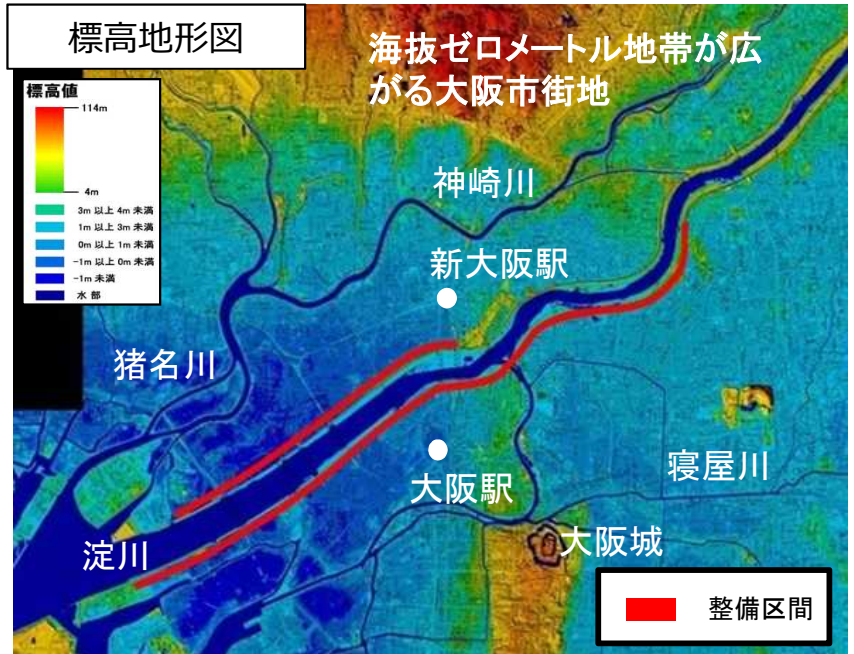 標高地形図
海抜ゼロメートル地帯が広
がる大阪市街地
標高値
114m
4m
3m 以上 4m 未満
1m 以上 3m 未満
0m 以上 1m 未満
-1m 以上 0m 未満
-1m 未満
水 部
神崎川
新大阪駅
猪名川
大阪駅
寝屋川
淀川
大阪城
整備区間